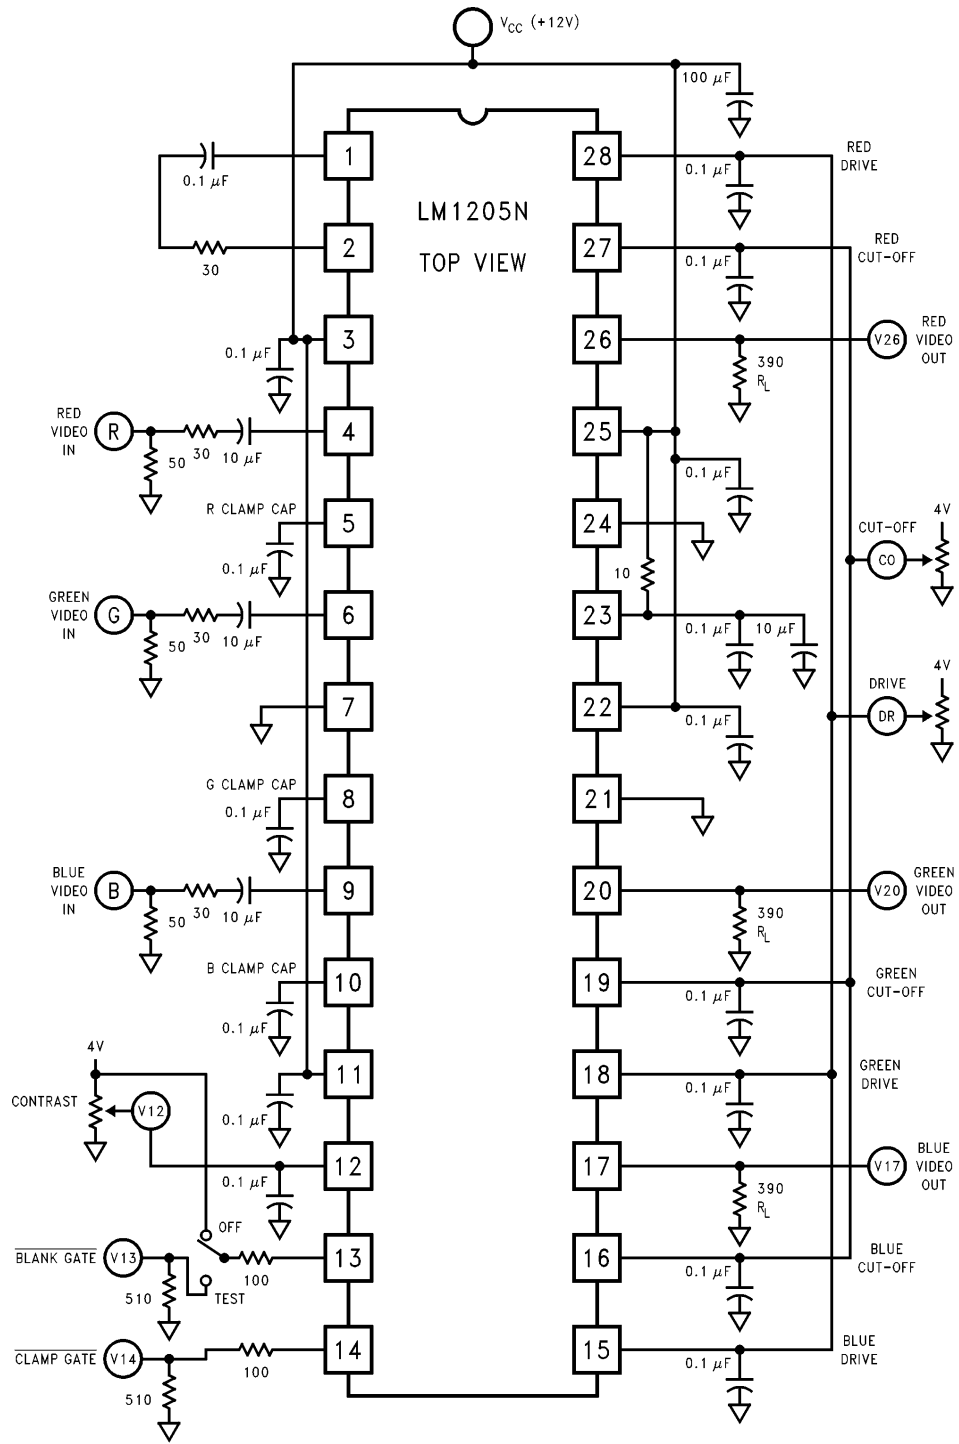 VCC (+12V)
100 µF
1
28
RED
DRIVE
0.1 µF
0.1 µF
LM1205N
TOP VIEW
2
27
RED
CUT-OFF
30
0.1 µF
3
26
V26
RED
VIDEO
OUT
0.1 µF
390
RL
RED
VIDEO
IN
R
50
30
10 µF
4
25
0.1 µF
R CLAMP CAP
5
24
0.1 µF
CUT-OFF
4V
CO
10
GREEN
VIDEO
IN
G
50
30
10 µF
6
23
0.1 µF
10 µF
DRIVE
4V
DR
7
22
0.1 µF
G CLAMP CAP
0.1 µF
8
21
BLUE
VIDEO
IN
B
50
30
10 µF
9
20
V20
GREEN
VIDEO
OUT
390
RL
B CLAMP CAP
10
19
GREEN
CUT-OFF
0.1 µF
0.1 µF
4V
CONTRAST
V12
11
18
GREEN
DRIVE
0.1 µF
0.1 µF
12
17
V17
BLUE
VIDEO
OUT
0.1 µF
390
RL
OFF
BLANK GATE
V13
13
16
BLUE
CUT-OFF
100
510
TEST
0.1 µF
CLAMP GATE
V14
14
15
BLUE
DRIVE
100
510
0.1 µF